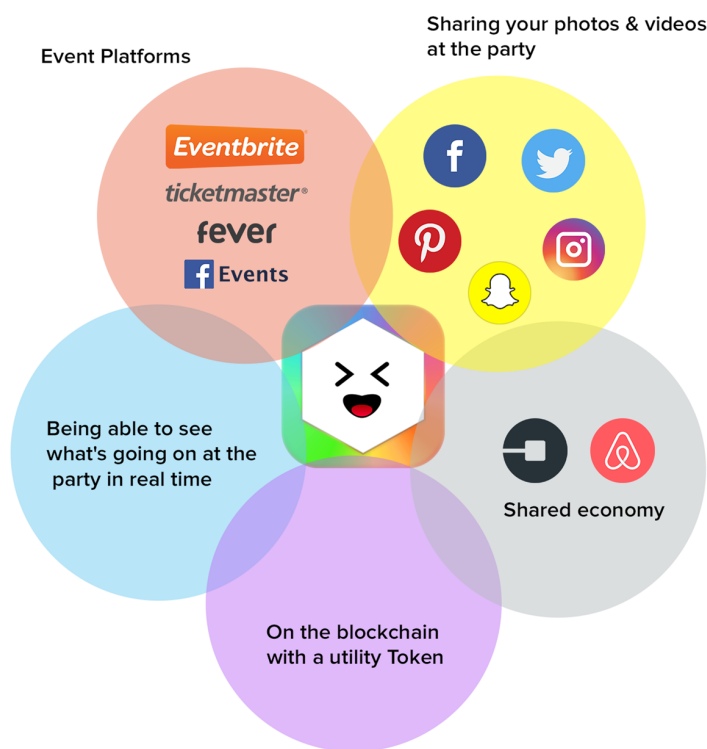 Event Platforms
Sharing your photos & videos
at the party
Eventbrite
ticketmaster®
fever
f Events
Being able to see
what's going on at the
party in real time
Shared economy
On the blockchain
with a utility Token